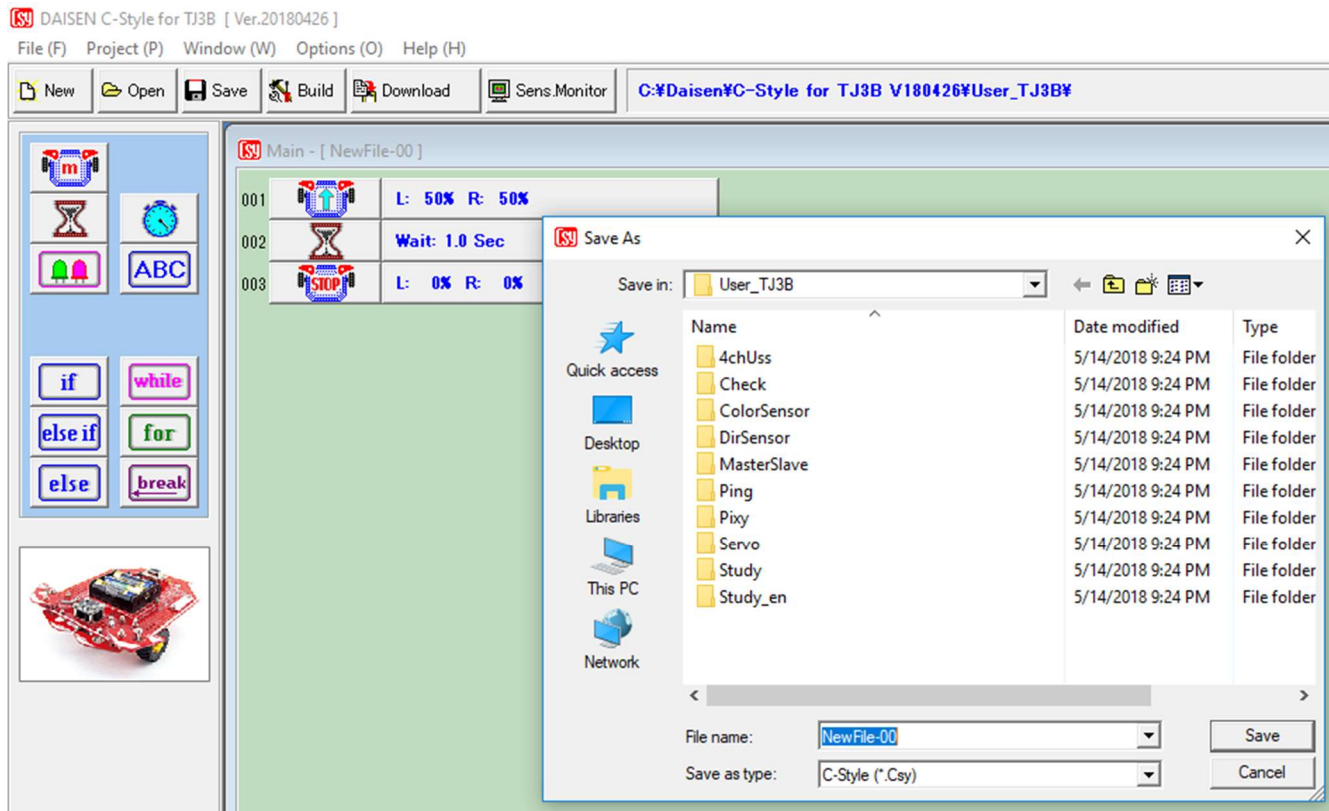 DAISEN C-Style for TJ3B [ Ver.20180426 ]
File (F) Project (P) Window (W) Options (O) Help (H)
New Open Save Build Download Sens.Monitor C:¥Daisen¥C-Style for TJ3B V180426¥User_TJ3B¥
m
ABC
if while
else if for
else break
Main - [ NewFile-00 ]
001 L: 50% R: 50%
002 Wait: 1.0 Sec
003 STOP L: 0% R: 0%
Save As
Save in: User_TJ3B
Quick access
Desktop
Libraries
This PC
Network
Name Date modified Type
4chUss 5/14/2018 9:24 PM File folder
Check 5/14/2018 9:24 PM File folder
ColorSensor 5/14/2018 9:24 PM File folder
DirSensor 5/14/2018 9:24 PM File folder
MasterSlave 5/14/2018 9:24 PM File folder
Ping 5/14/2018 9:24 PM File folder
Pixy 5/14/2018 9:24 PM File folder
Servo 5/14/2018 9:24 PM File folder
Study 5/14/2018 9:24 PM File folder
Study_en 5/14/2018 9:24 PM File folder
File name: NewFile-00 Save
Save as type: C-Style (*.Csy) Cancel